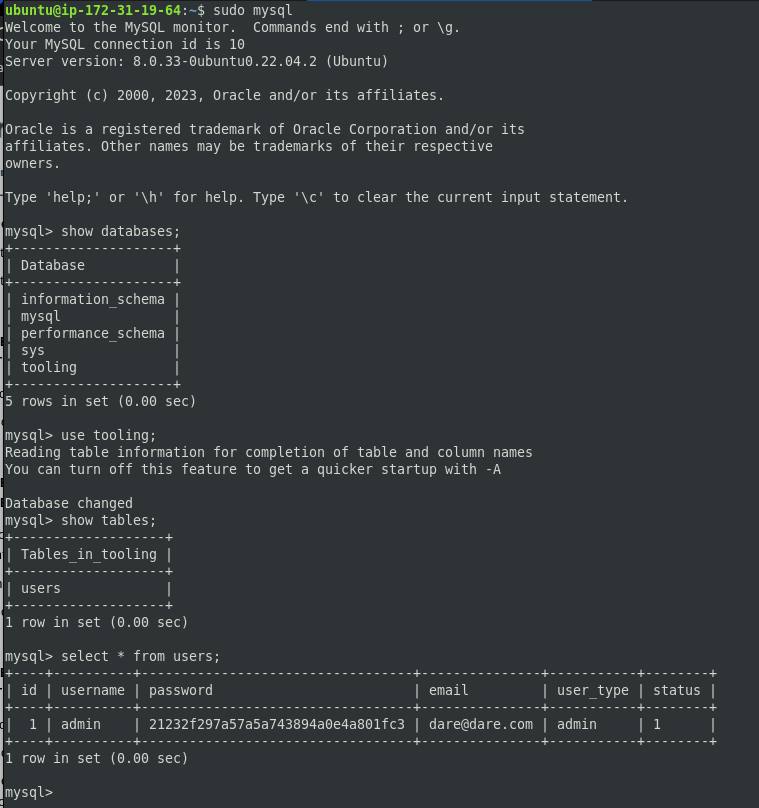 ubuntu@ip-172-31-19-64:~$ sudo mysql
Welcome to the MySQL monitor.  Commands end with ; or \g.
Your MySQL connection id is 10
Server version: 8.0.33-0ubuntu0.22.04.2 (Ubuntu)
Copyright (c) 2000, 2023, Oracle and/or its affiliates.
Oracle is a registered trademark of Oracle Corporation and/or its
affiliates. Other names may be trademarks of their respective
owners.
Type 'help;' or '\h' for help. Type '\c' to clear the current input statement.
mysql> show databases;
+--------------------+
| Database           |
+--------------------+
| information_schema |
| mysql              |
| performance_schema |
| sys                |
| tooling            |
+--------------------+
5 rows in set (0.00 sec)
mysql> use tooling;
Reading table information for completion of table and column names
You can turn off this feature to get a quicker startup with -A
Database changed
mysql> show tables;
+-------------------+
| Tables_in_tooling |
+-------------------+
| users             |
+-------------------+
1 row in set (0.00 sec)
mysql> select * from users;
+----+----------+----------------------------------+---------------+-----------+--------+
| id | username | password                         | email         | user_type | status |
+----+----------+----------------------------------+---------------+-----------+--------+
|  1 | admin    | 21232f297a57a5a743894a0e4a801fc3 | dare@dare.com | admin     | 1      |
+----+----------+----------------------------------+---------------+-----------+--------+
1 row in set (0.00 sec)
mysql>